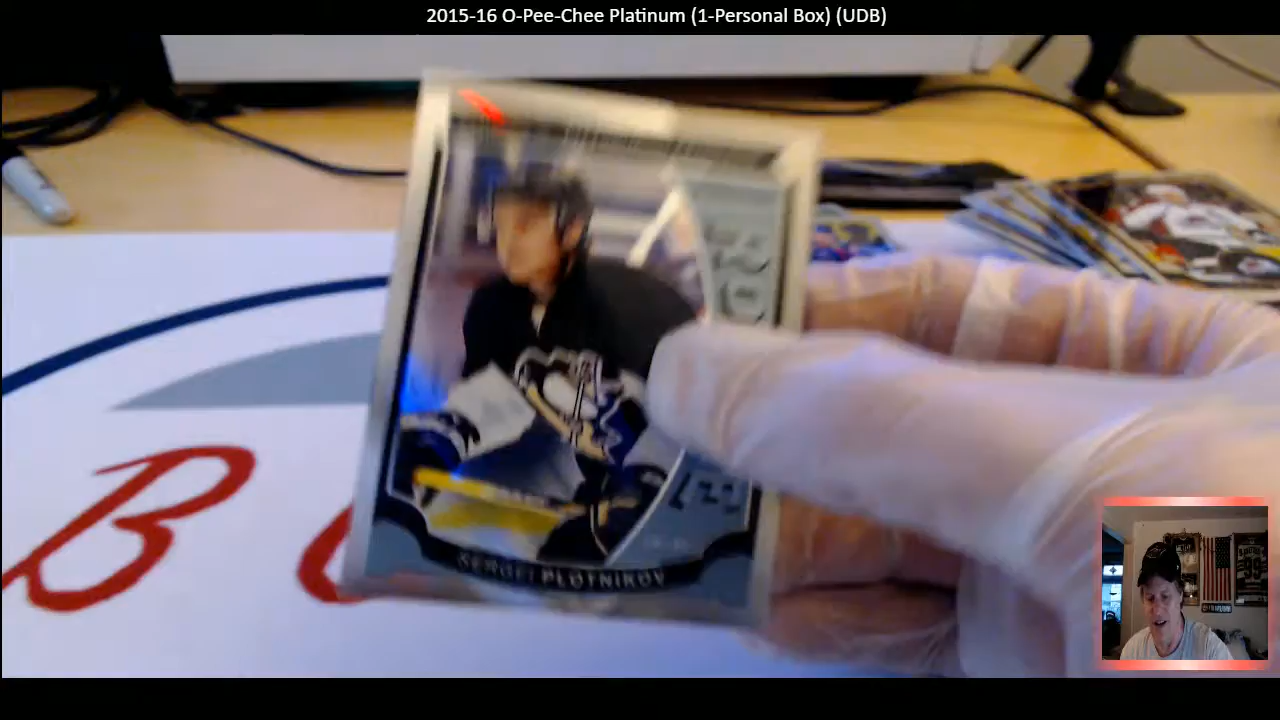 2015-16 O-Pee-Chee Platinum (1-Personal Box) (UDB)
B
SERGEI PLOTNIKOV